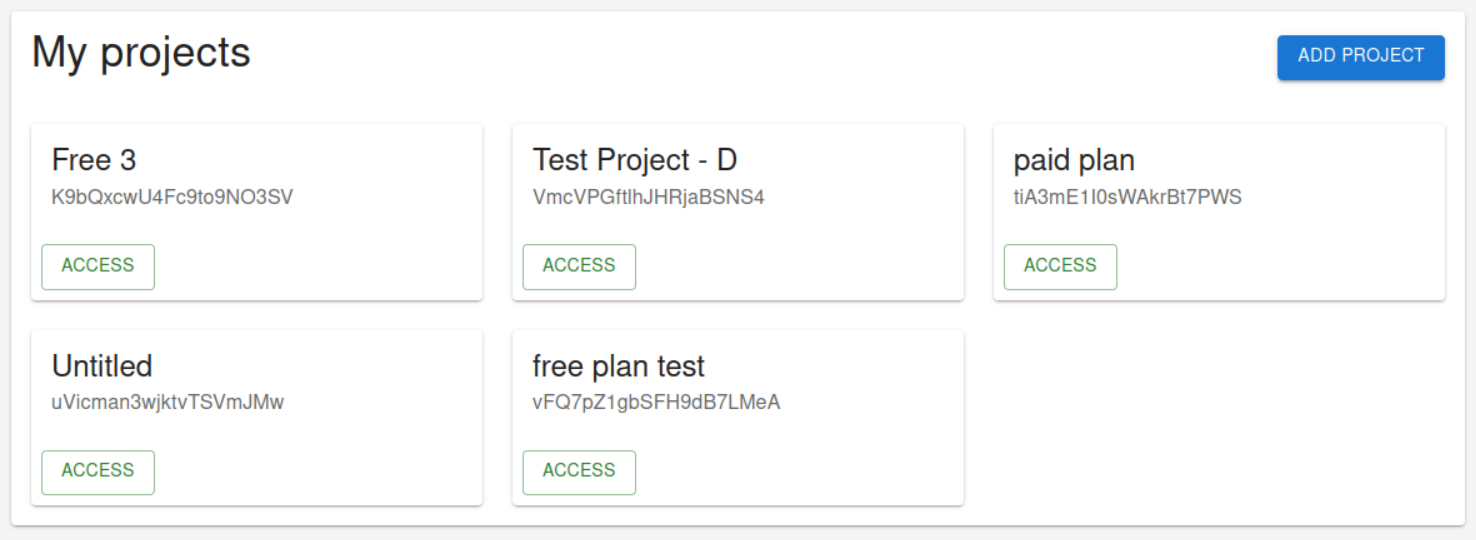 My projects
ADD PROJECT
Free 3
K9bQxcwU4Fc9to9NO3SV
ACCESS
Test Project - D
VmcVPGftlhJHRjaBSNS4
ACCESS
paid plan
tiA3mE1I0sWAkrBt7PWS
ACCESS
Untitled
uVicman3wjktvTSVmJMw
ACCESS
free plan test
vFQ7pZ1gbSFH9dB7LMeA
ACCESS